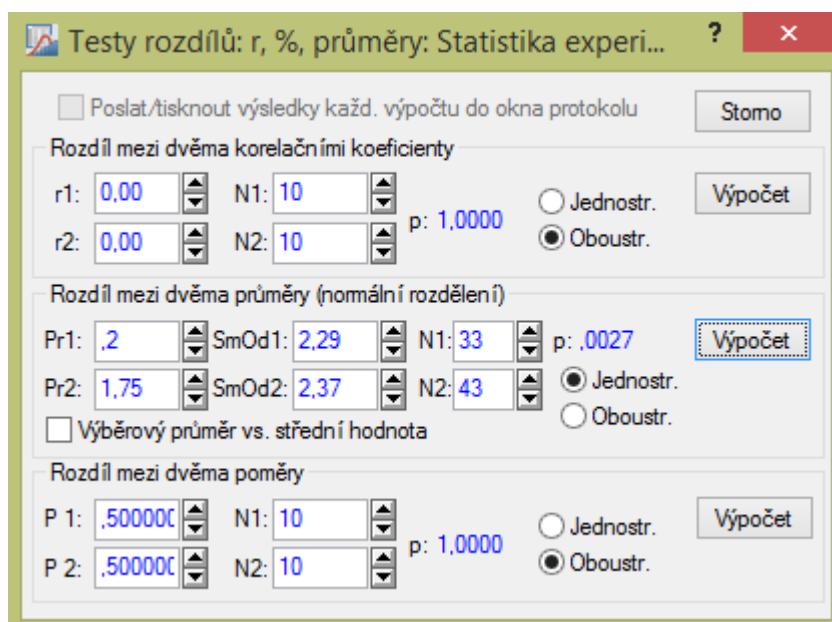 Testy rozdílů: r, %, průměry: Statistika experi... ? ×
Poslat/tisknout výsledky každ. výpočtu do okna protokolu Storno
Rozdíl mezi dvěma korelačními koeficienty
r1: 0,00 N1: 10 Jednostr. Výpočet
p: 1,0000
r2: 0,00 N2: 10 Oboustr.
Rozdíl mezi dvěma průměry (normální rozdělení)
Pr1: ,2 SmOd1: 2,29 N1: 33 p: ,0027 Výpočet
Pr2: 1,75 SmOd2: 2,37 N2: 43 Jednostr.
Oboustr.
Výběrový průměr vs. střední hodnota
Rozdíl mezi dvěma poměry
P 1: ,500000 N1: 10 Jednostr. Výpočet
p: 1,0000
P 2: ,500000 N2: 10 Oboustr.